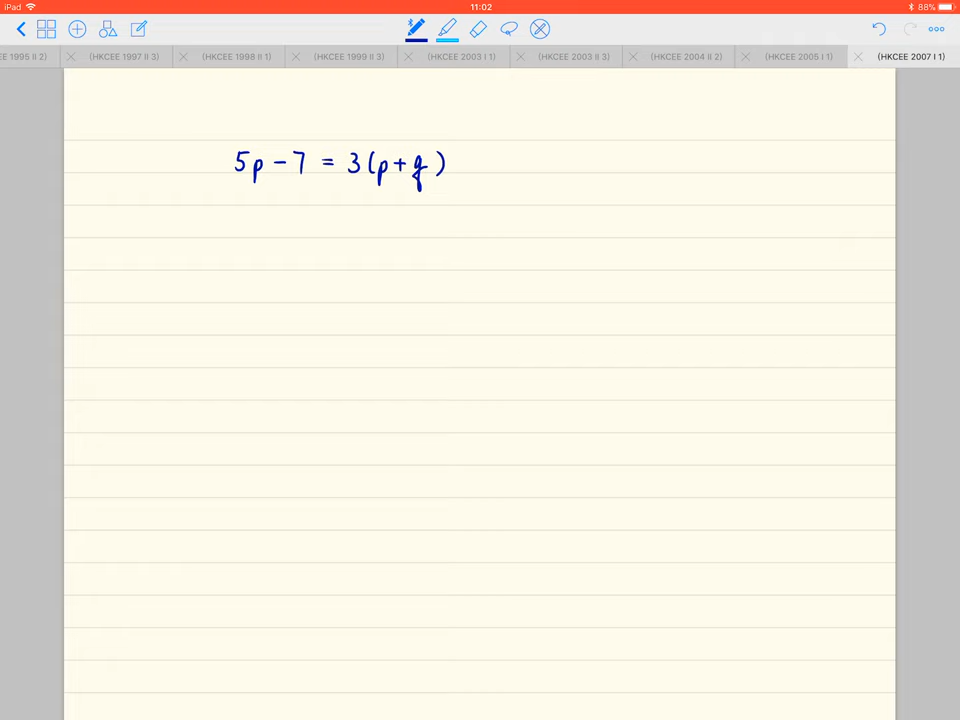 iPad 11:02 88%
E 1995 II 2) (HKCEE 1997 II 3) (HKCEE 1998 II 1) (HKCEE 1999 II 3) (HKCEE 2003 I 1) (HKCEE 2003 II 3) (HKCEE 2004 II 2) (HKCEE 2005 I 1) (HKCEE 2007 I 1)
5p - 7 = 3(p + q)